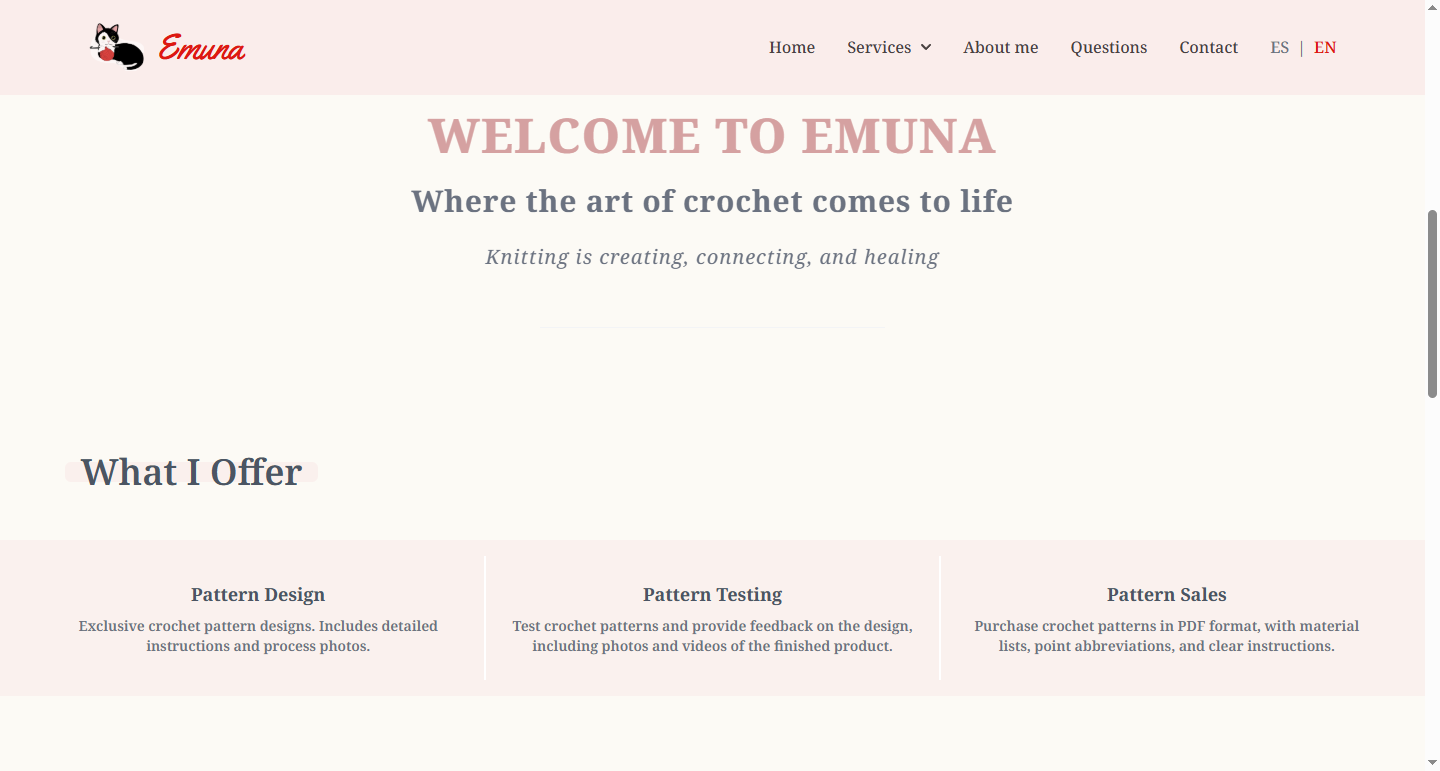 Emuna
Home
Services
About me
Questions
Contact
ES | EN
WELCOME TO EMUNA
Where the art of crochet comes to life
Knitting is creating, connecting, and healing
What I Offer
Pattern Design
Exclusive crochet pattern designs. Includes detailed
instructions and process photos.
Pattern Testing
Test crochet patterns and provide feedback on the design,
including photos and videos of the finished product.
Pattern Sales
Purchase crochet patterns in PDF format, with material
lists, point abbreviations, and clear instructions.